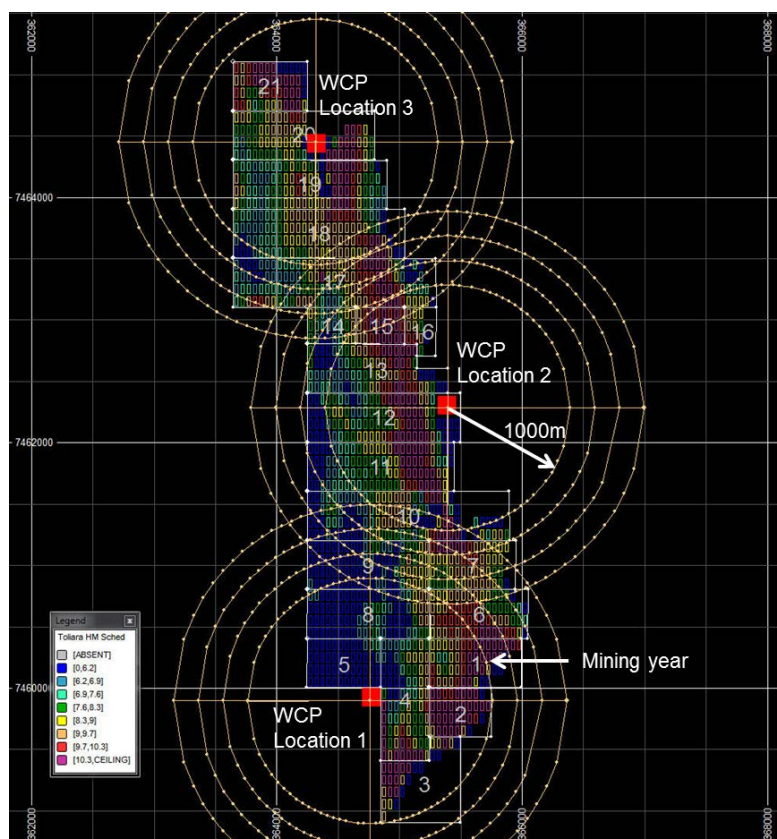 362000
364000
368000
21
WCP
Location 3
20
19
7464000
18
17
14
15
16
13
WCP
Location 2
12
1000m
7462000
11
10
9
7
8
6
5
1
Mining year
7460000
4
2
WCP
Location 1
3
Legend
x
Toliara HM Sched
[ABSENT]
[0,6.2]
[6.2,6.9]
[6.9,7.6]
[7.6,8.3]
[8.3,9]
[9,9.7]
[9.7,10.3]
[10.3,CEILING]
362000
364000
368000